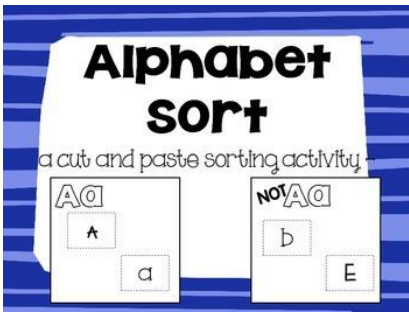 Alphabet
sort
a cut and paste sorting activity -
Aa
A
a
NOT Aa
b
E